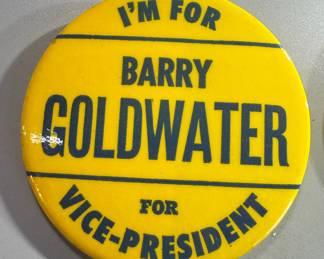 I'M FOR
BARRY
GOLDWATER
FOR
VICE-PRESIDENT